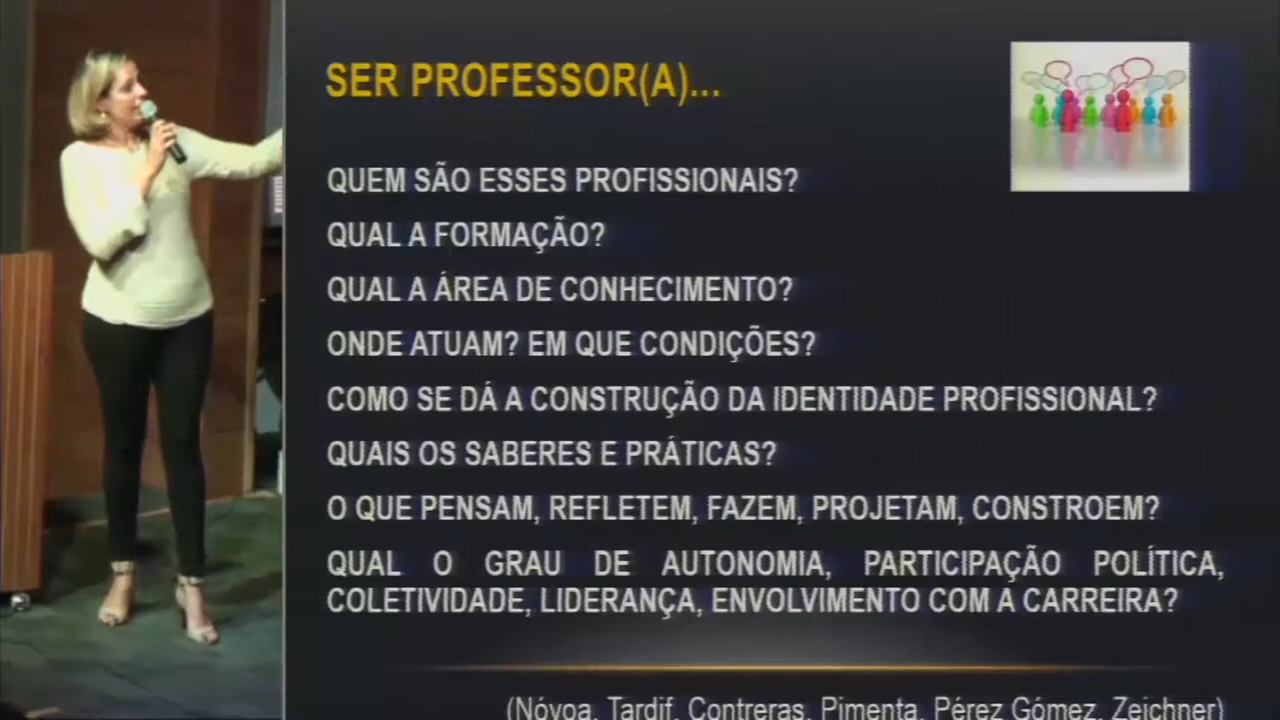 SER PROFESSOR(A)...
QUEM SÃO ESSES PROFISSIONAIS?
QUAL A FORMAÇÃO?
QUAL A ÁREA DE CONHECIMENTO?
ONDE ATUAM? EM QUE CONDIÇÕES?
COMO SE DÁ A CONSTRUÇÃO DA IDENTIDADE PROFISSIONAL?
QUAIS OS SABERES E PRÁTICAS?
O QUE PENSAM, REFLETEM, FAZEM, PROJETAM, CONSTROEM?
QUAL O GRAU DE AUTONOMIA, PARTICIPAÇÃO POLÍTICA,
COLETIVIDADE, LIDERANÇA, ENVOLVIMENTO COM A CARREIRA?
(Nóvoa, Tardif, Contreras, Pimenta, Pérez Gómez, Zeichner)